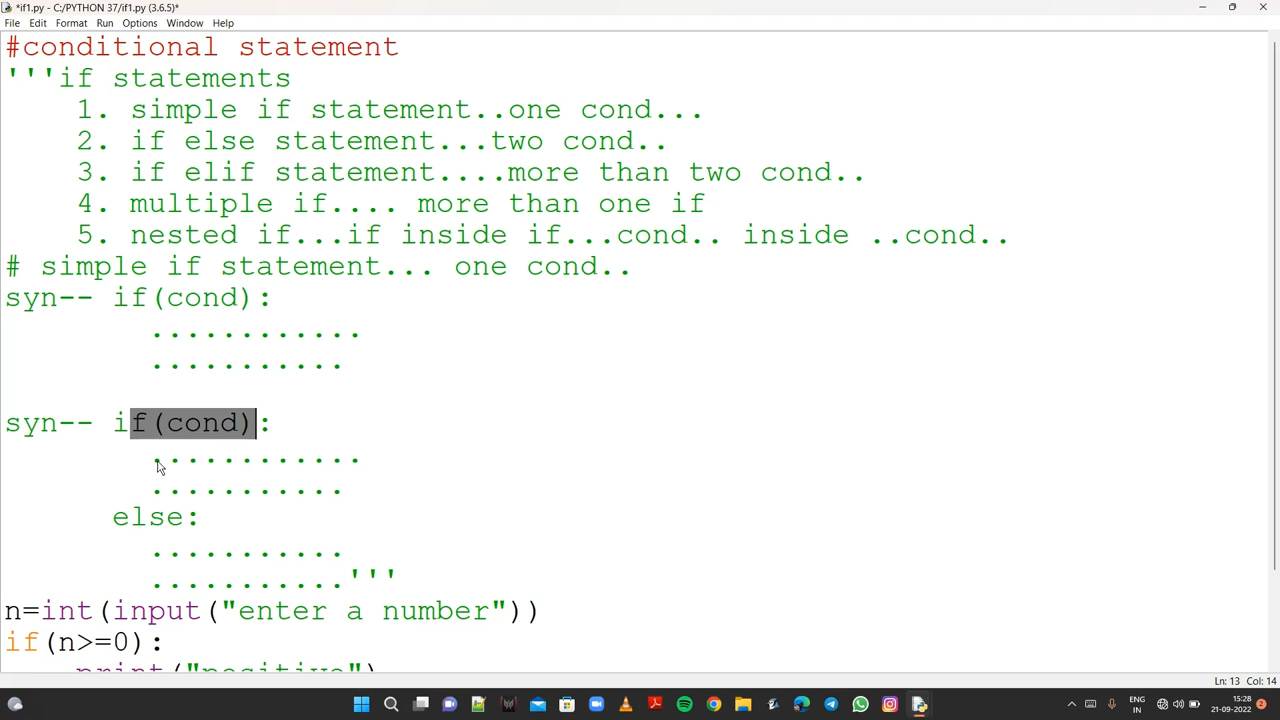 *if1.py - C:/PYTHON 37/if1.py (3.6.5)*
File Edit Format Run Options Window Help
#conditional statement
'''if statements
1. simple if statement..one cond...
2. if else statement...two cond..
3. if elif statement....more than two cond..
4. multiple if.... more than one if
5. nested if...if inside if...cond.. inside ..cond..
# simple if statement... one cond..
syn-- if(cond):
............
...........
syn-- if(cond):
............
...........
else:
...........
...........'''
n=int(input("enter a number"))
if(n>=0):
print("positive")
Ln: 13 Col: 14
ENG
IN
15:28
21-09-2022